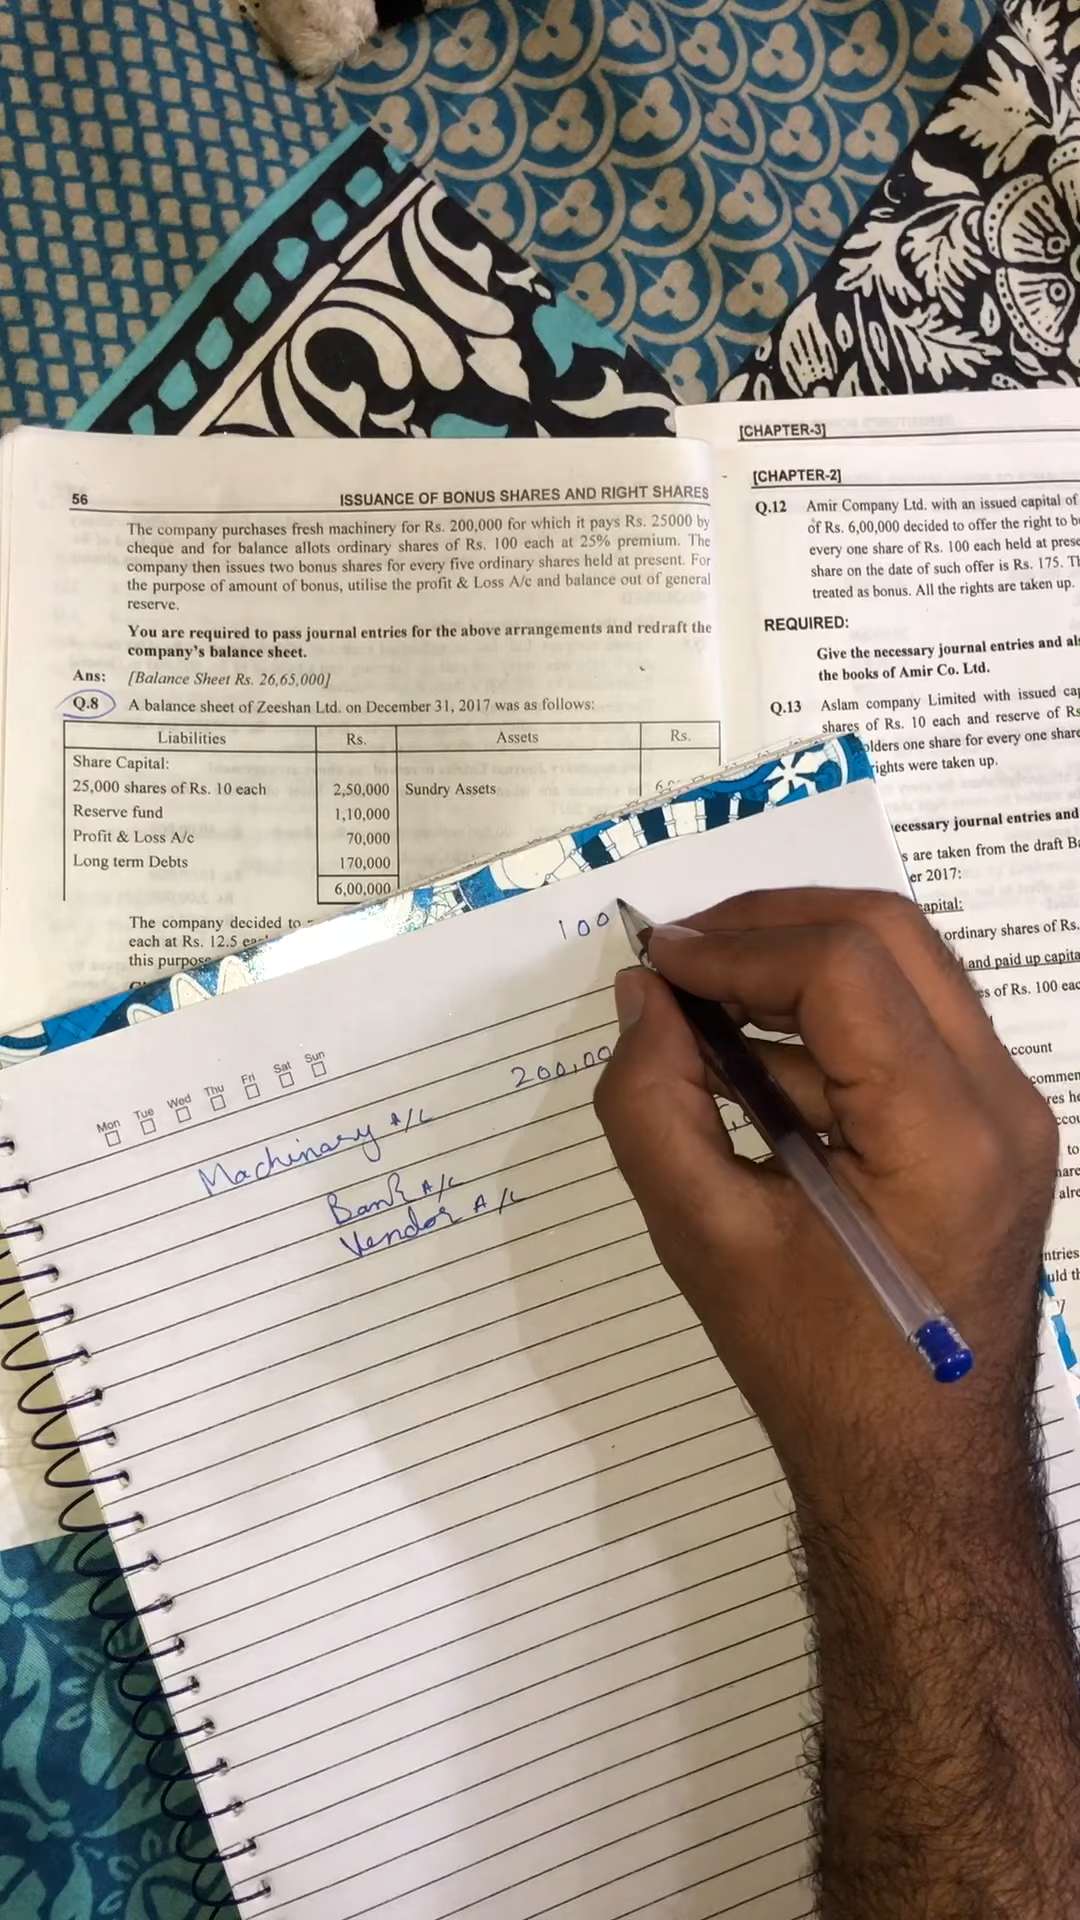 56 ISSUANCE OF BONUS SHARES AND RIGHT SHARES
The company purchases fresh machinery for Rs. 200,000 for which it pays Rs. 25000 by
cheque and for balance allots ordinary shares of Rs. 100 each at 25% premium. The
company then issues two bonus shares for every five ordinary shares held at present. For
the purpose of amount of bonus, utilise the profit & Loss A/c and balance out of general
reserve.
You are required to pass journal entries for the above arrangements and redraft the
company's balance sheet.
Ans: [Balance Sheet Rs. 26,65,000]
Q.8 A balance sheet of Zeeshan Ltd. on December 31, 2017 was as follows:
Liabilities Rs. Assets Rs.
Share Capital:
25,000 shares of Rs. 10 each 2,50,000 Sundry Assets
Reserve fund 1,10,000
Profit & Loss A/c 70,000
Long term Debts 170,000
6,00,000
The company decided to
each at Rs. 12.5
this purpose
[CHAPTER-3]
[CHAPTER-2]
Q.12 Amir Company Ltd. with an issued capital of
of Rs. 6,00,000 decided to offer the right to
every one share of Rs. 100 each held at
share on the date of such offer is Rs. 175.
treated as bonus. All the rights are taken up.
REQUIRED:
Give the necessary journal entries and
the books of Amir Co. Ltd.
Q.13 Aslam company Limited with issued
shares of Rs. 10 each and reserve of
one share for every one share
rights were taken up.
necessary journal entries and
are taken from the draft
2017:
capital:
ordinary shares of Rs.
and paid up
of Rs. 100
100
Mon Tue Wed Thu Fri Sat Sun
Machinary A/C 200,00
Bank A/C
Vendor A/C